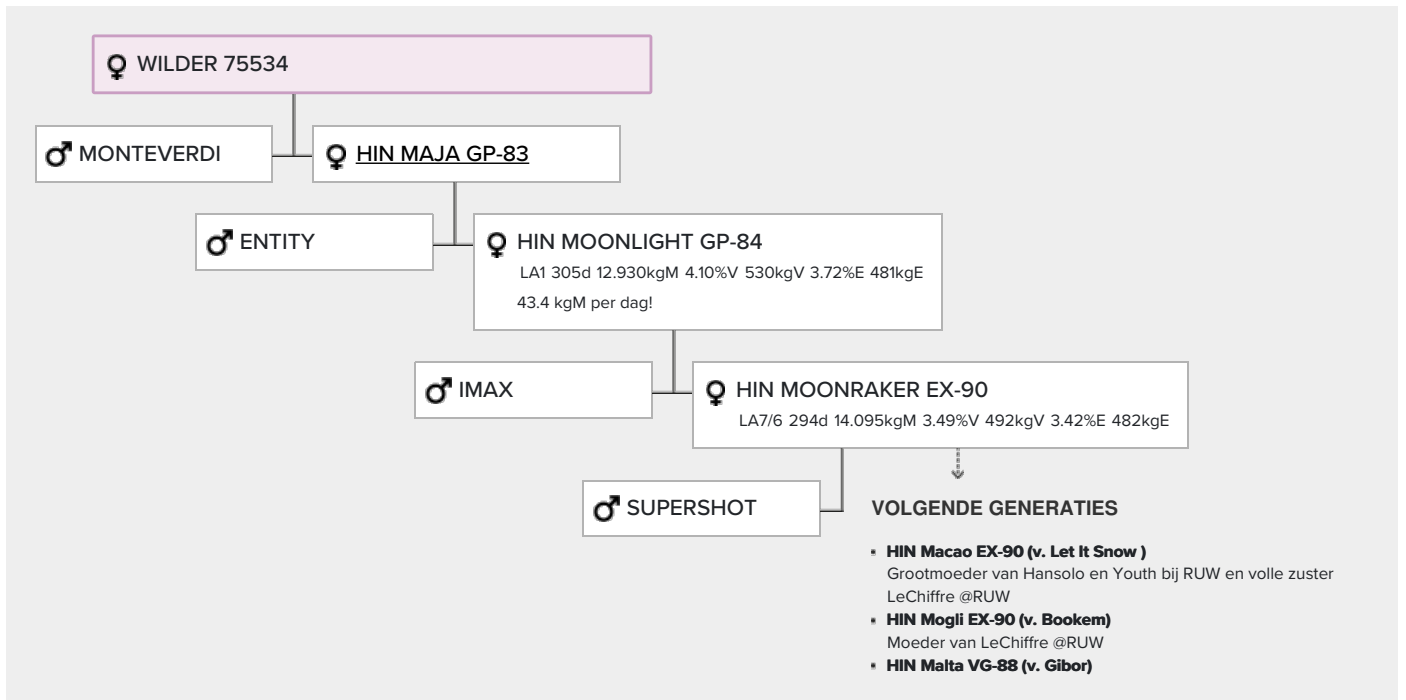 WILDER 75534
MONTEVERDI
HIN MAJA GP-83
ENTITY
HIN MOONLIGHT GP-84
LA1 305d 12.930kgM 4.10%V 530kgV 3.72%E 481kgE
43.4 kgM per dag!
IMAX
HIN MOONRAKER EX-90
LA7/6 294d 14.095kgM 3.49%V 492kgV 3.42%E 482kgE
SUPERSHOT
VOLGENDE GENERATIES
HIN Macao EX-90 (v. Let It Snow )
Grootmoeder van Hansolo en Youth bij RUW en volle zuster
LeChiffre @RUW
HIN Mogli EX-90 (v. Bookem)
Moeder van LeChiffre @RUW
HIN Malta VG-88 (v. Gibor)